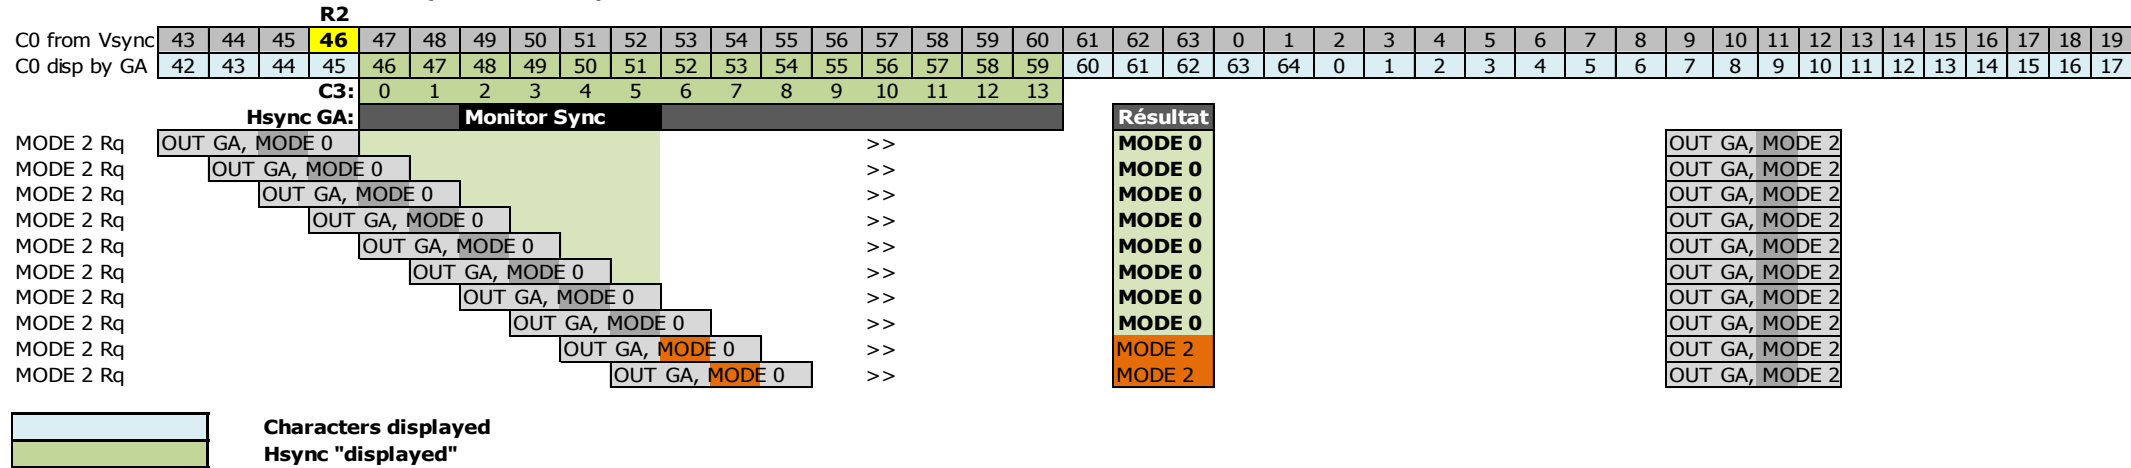 R2
C0 from Vsync 43 44 45 46 47 48 49 50 51 52 53 54 55 56 57 58 59 60 61 62 63 0 1 2 3 4 5 6 7 8 9 10 11 12 13 14 15 16 17 18 19
C0 disp by GA 42 43 44 45 46 47 48 49 50 51 52 53 54 55 56 57 58 59 60 61 62 63 64 0 1 2 3 4 5 6 7 8 9 10 11 12 13 14 15 16 17
C3: 0 1 2 3 4 5 6 7 8 9 10 11 12 13
Hsync GA: Monitor Sync Résultat
MODE 2 Rq OUT GA, MODE 0 >> MODE 0 OUT GA, MODE 2
MODE 2 Rq OUT GA, MODE 0 >> MODE 0 OUT GA, MODE 2
MODE 2 Rq OUT GA, MODE 0 >> MODE 0 OUT GA, MODE 2
MODE 2 Rq OUT GA, MODE 0 >> MODE 0 OUT GA, MODE 2
MODE 2 Rq OUT GA, MODE 0 >> MODE 0 OUT GA, MODE 2
MODE 2 Rq OUT GA, MODE 0 >> MODE 0 OUT GA, MODE 2
MODE 2 Rq OUT GA, MODE 0 >> MODE 0 OUT GA, MODE 2
MODE 2 Rq OUT GA, MODE 0 >> MODE 0 OUT GA, MODE 2
MODE 2 Rq OUT GA, MODE 0 >> MODE 2 OUT GA, MODE 2
MODE 2 Rq OUT GA, MODE 0 >> MODE 2 OUT GA, MODE 2
Characters displayed
Hsync "displayed"